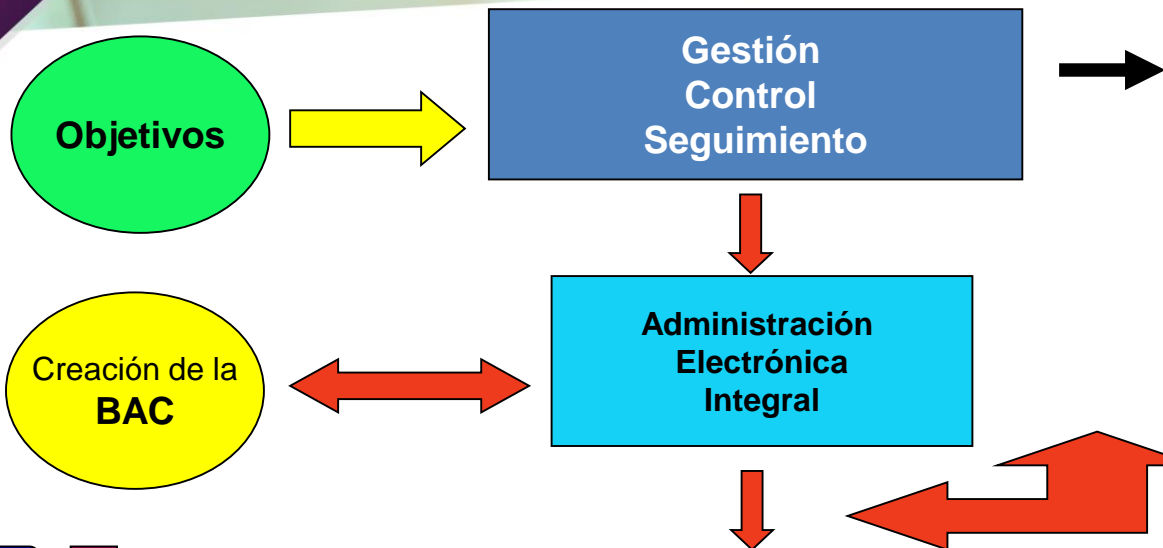 Objetivos
Gestión
Control
Seguimiento
Creación de la
BAC
Administración
Electrónica
Integral